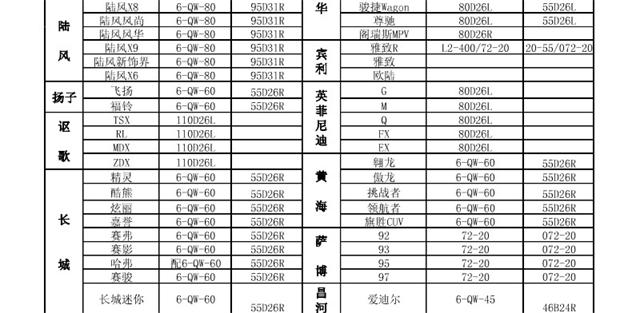 陆风X8 6-QW-80 95D31R 骏捷Wagon 80D26L 55D26L
陆风风尚 6-QW-80 95D31R 华 尊驰 80D26L 55D26L
陆 陆风风华 6-QW-80 95D31R 阁瑞斯MPV 80D26R
风 陆风X9 6-QW-80 95D31R 宾 雅致R L2-400/72-20 20-55/072-20
陆风新饰界 6-QW-80 95D31R 利 雅致
陆风X6 6-QW-80 95D31R 欧陆
扬子 飞扬 6-QW-60 55D26R 英 G 80D26L
福铃 6-QW-60 55D26R 菲 M 80D26L
讴 TSX 110D26L 尼 Q 80D26L
RL 110D26L 迪 FX 80D26L
歌 MDX 110D26L EX 80D26L
ZDX 110D26L 翱龙 6-QW-60 55D26R
精灵 6-QW-60 55D26R 黄 傲龙 6-QW-60 55D26R
酷熊 6-QW-60 55D26R 挑战者 6-QW-60 55D26R
长 炫丽 6-QW-60 55D26R 海 领航者 6-QW-60 55D26R
嘉誉 6-QW-60 55D26R 旗胜CUV 6-QW-60 55D26R
赛弗 6-QW-60 55D26R 萨 92 72-20 072-20
赛影 6-QW-60 55D26R 93 72-20 072-20
城 哈弗 配6-QW-60 55D26R 博 95 72-20 072-20
赛骏 6-QW-60 55D26R 97 72-20 072-20
长城迷你 6-QW-60 55D26R 昌河 爱迪尔 6-QW-45 46B24R